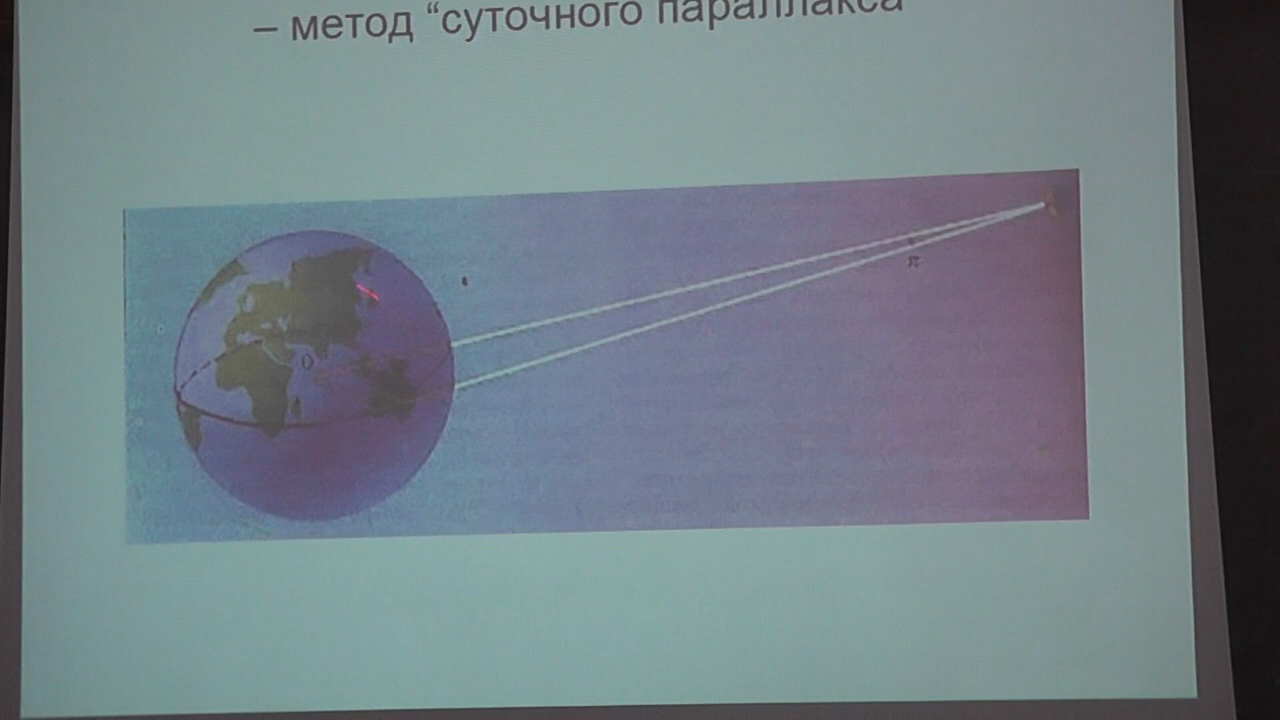 – метод “суточного параллакса
π